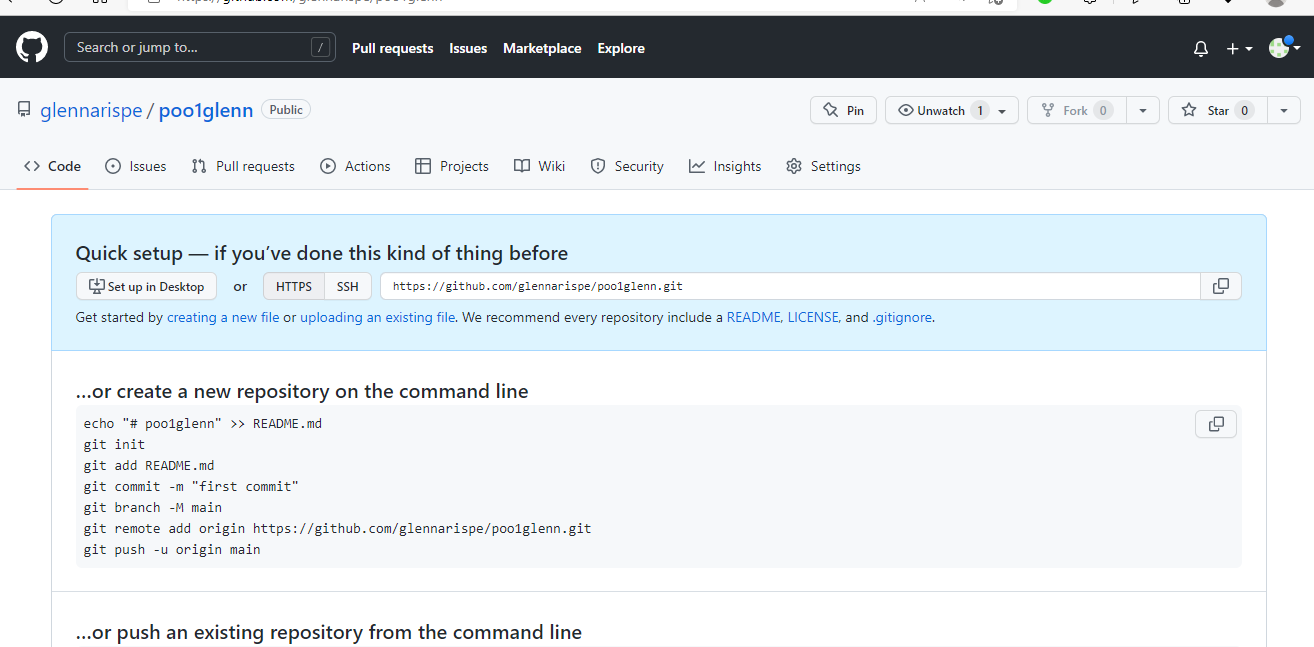 Search or jump to... /
Pull requests Issues Marketplace Explore
glennarispe / poo1glenn Public
Pin Unwatch 1 Fork 0 Star 0
Code Issues Pull requests Actions Projects Wiki Security Insights Settings
Quick setup — if you've done this kind of thing before
Set up in Desktop or HTTPS SSH https://github.com/glennarispe/poo1glenn.git
Get started by creating a new file or uploading an existing file. We recommend every repository include a README, LICENSE, and .gitignore.
…or create a new repository on the command line
echo "# poo1glenn" >> README.md
git init
git add README.md
git commit -m "first commit"
git branch -M main
git remote add origin https://github.com/glennarispe/poo1glenn.git
git push -u origin main
…or push an existing repository from the command line